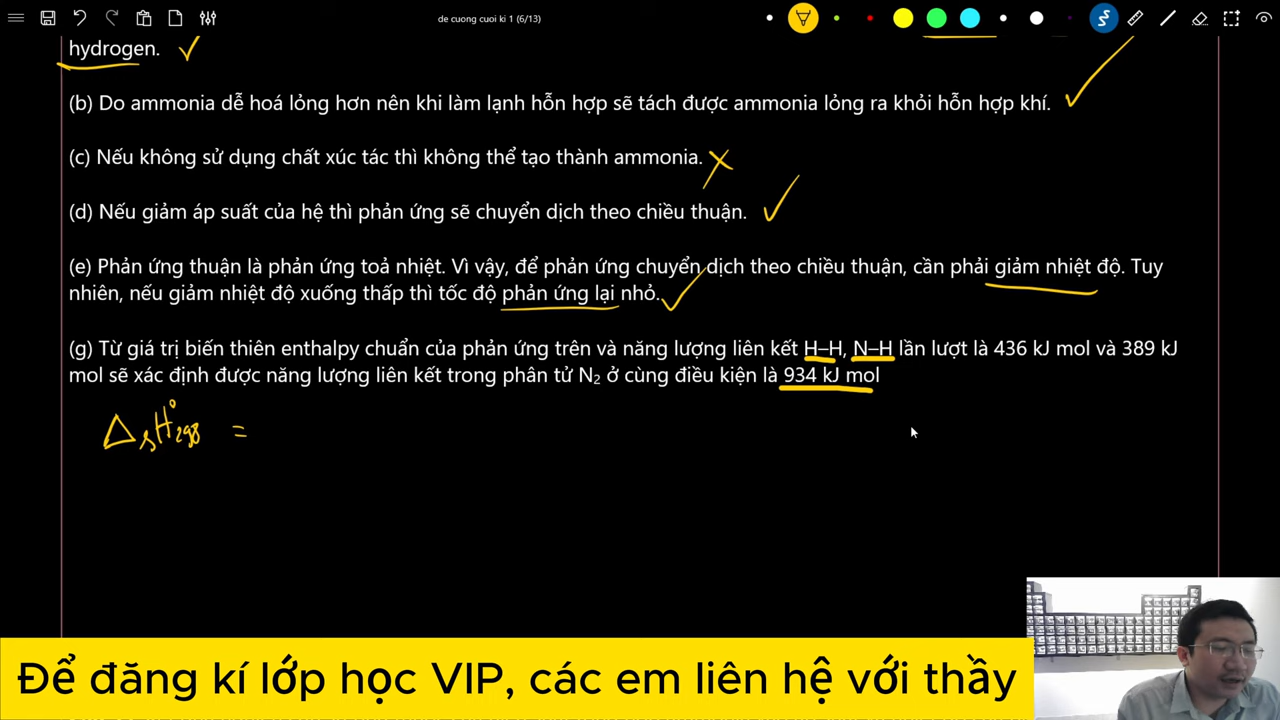 de cuong cuoi ki 1 (6/13)
hydrogen.
(b) Do ammonia dễ hoá lỏng hơn nên khi làm lạnh hỗn hợp sẽ tách được ammonia lỏng ra khỏi hỗn hợp khí.
(c) Nếu không sử dụng chất xúc tác thì không thể tạo thành ammonia.
(d) Nếu giảm áp suất của hệ thì phản ứng sẽ chuyển dịch theo chiều thuận.
(e) Phản ứng thuận là phản ứng toả nhiệt. Vì vậy, để phản ứng chuyển dịch theo chiều thuận, cần phải giảm nhiệt độ. Tuy
nhiên, nếu giảm nhiệt độ xuống thấp thì tốc độ phản ứng lại nhỏ.
(g) Từ giá trị biến thiên enthalpy chuẩn của phản ứng trên và năng lượng liên kết H–H, N–H lần lượt là 436 kJ mol và 389 kJ
mol sẽ xác định được năng lượng liên kết trong phân tử N₂ ở cùng điều kiện là 934 kJ mol
Δ H°298 =
Để đăng kí lớp học VIP, các em liên hệ với thầy